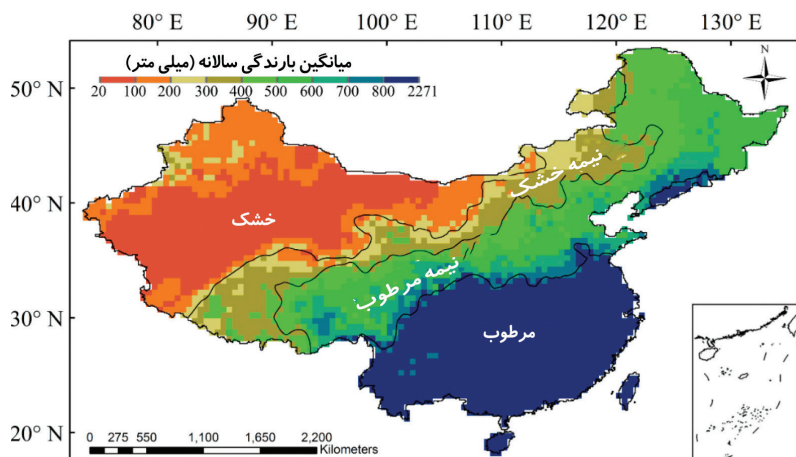 80° E 90° E 100° E 110° E 120° E 130° E
میانگین بارندگی سالانه (میلی متر)
20 100 200 300 400 500 600 700 800 2271
N
50° N
40° N
30° N
20° N
نیمه خشک
خشک
نیمه مرطوب
مرطوب
0 275 550 1,100 1,650 2,200
Kilometers